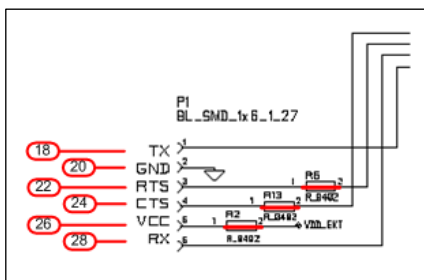 P1
BL_SMD_1x6_1_27
18 TX 1
20 GND 2
22 RTS 3 1 R6 2 R_0402
24 CTS 4 1 R13 2 R_0402
26 VCC 5 1 R2 2 R_0402 VDD_EXT
28 RX 6